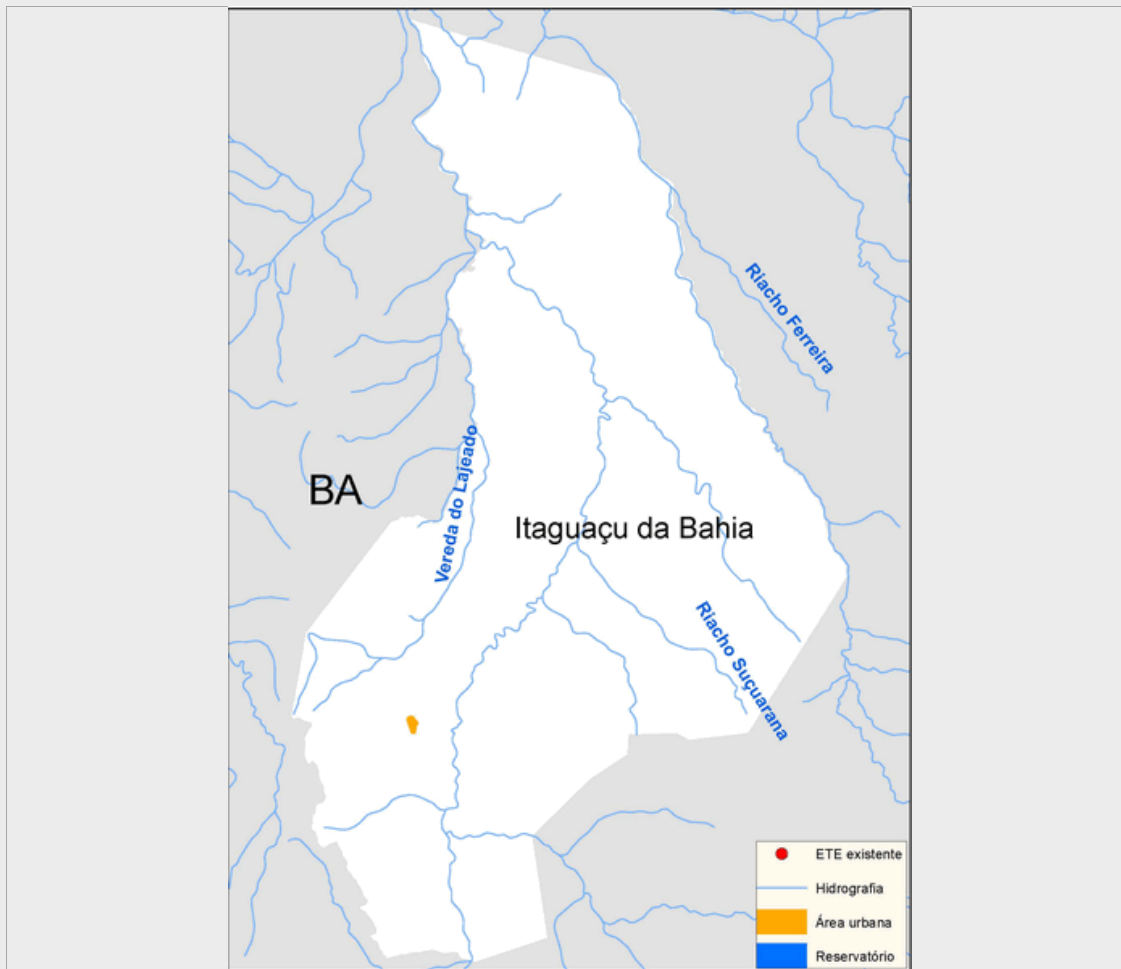 Riacho Ferreira
Vereda do Lajeado
BA
Itaguaçu da Bahia
Riacho Suçuarana
ETE existente
Hidrografia
Área urbana
Reservatório